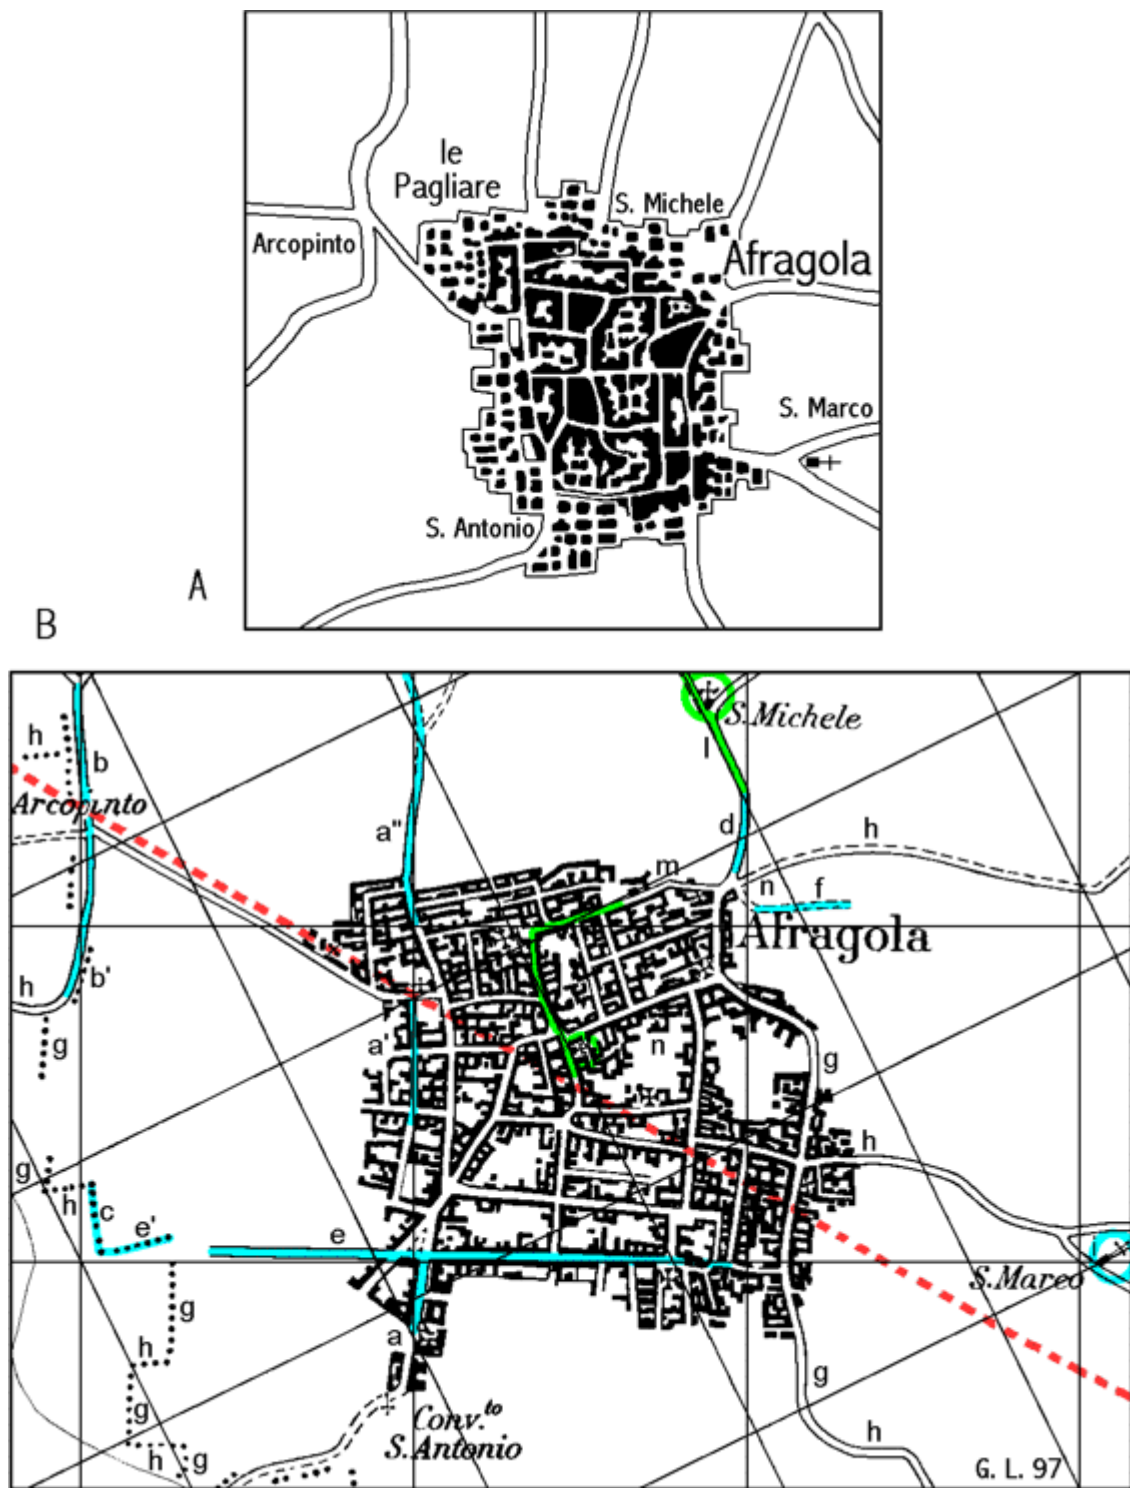 le
Pagliare
S. Michele
Arcopinto
Afragola
S. Marco
S. Antonio
A
B
S. Michele
h
b
l
Arcopinto
a"
d
h
m
n
f
Afragola
b'
h
i
g
a'
n
g
g
h
h
c
e'
e
S. Marco
g
a
h
g
g
Conv.to
h
h
g
S. Antonio
G. L. 97